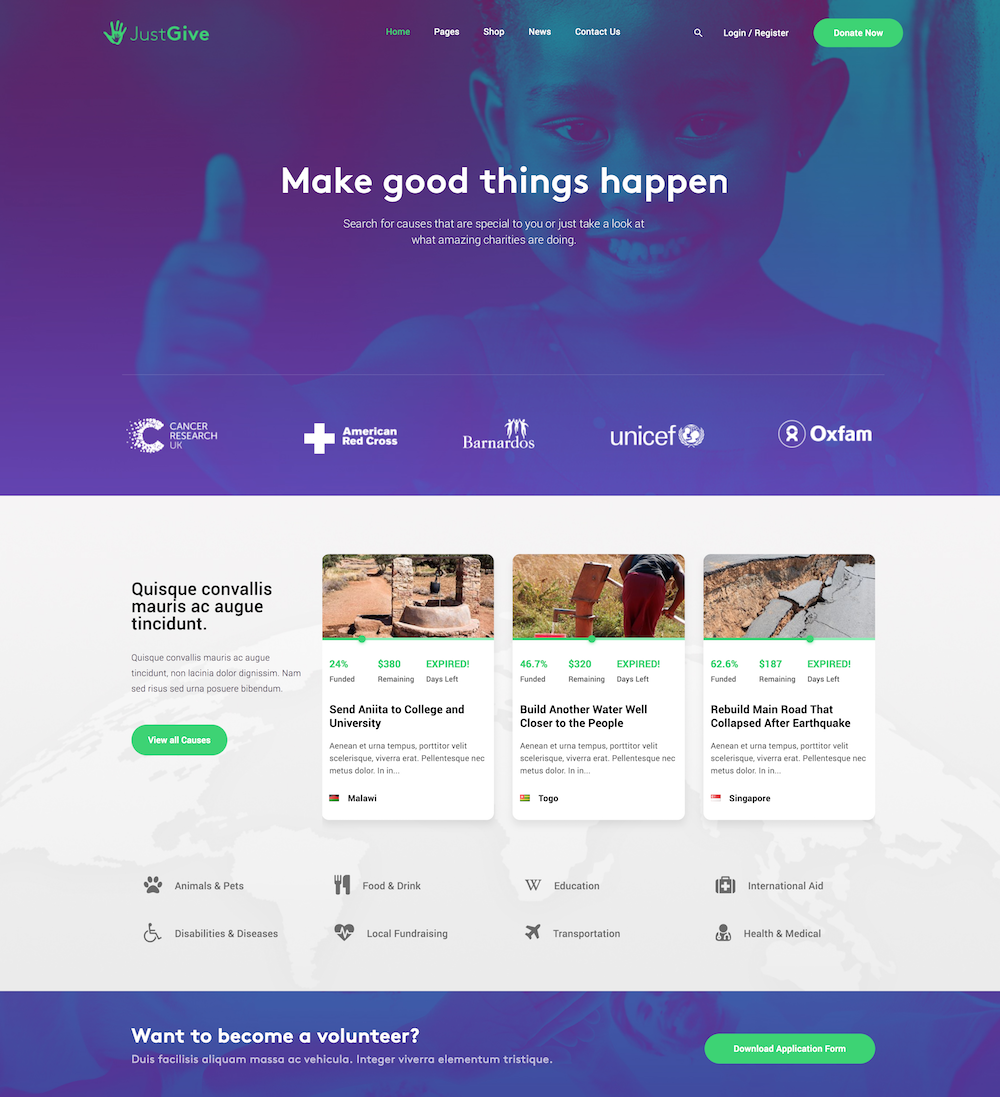 JustGive
Home Pages Shop News Contact Us Login / Register Donate Now
Make good things happen
Search for causes that are special to you or just take a look at
what amazing charities are doing.
CANCER
RESEARCH
UK
American
Red Cross
Barnardos
unicef
Oxfam
Quisque convallis
mauris ac augue
tincidunt.
Quisque convallis mauris ac augue
tincidunt, non lacinia dolor dignissim. Nam
sed risus sed urna posuere bibendum.
View all Causes
24% $380 EXPIRED!
Funded Remaining Days Left
Send Aniita to College and
University
Aenean et urna tempus, porttitor velit
scelerisque, viverra erat. Pellentesque nec
metus dolor. In in...
Malawi
46.7% $320 EXPIRED!
Funded Remaining Days Left
Build Another Water Well
Closer to the People
Aenean et urna tempus, porttitor velit
scelerisque, viverra erat. Pellentesque nec
metus dolor. In in...
Togo
62.6% $187 EXPIRED!
Funded Remaining Days Left
Rebuild Main Road That
Collapsed After Earthquake
Aenean et urna tempus, porttitor velit
scelerisque, viverra erat. Pellentesque nec
metus dolor. In in...
Singapore
Animals & Pets
Food & Drink
W Education
International Aid
Disabilities & Diseases
Local Fundraising
Transportation
Health & Medical
Want to become a volunteer?
Duis facilisis aliquam massa ac vehicula. Integer viverra elementum tristique.
Download Application Form